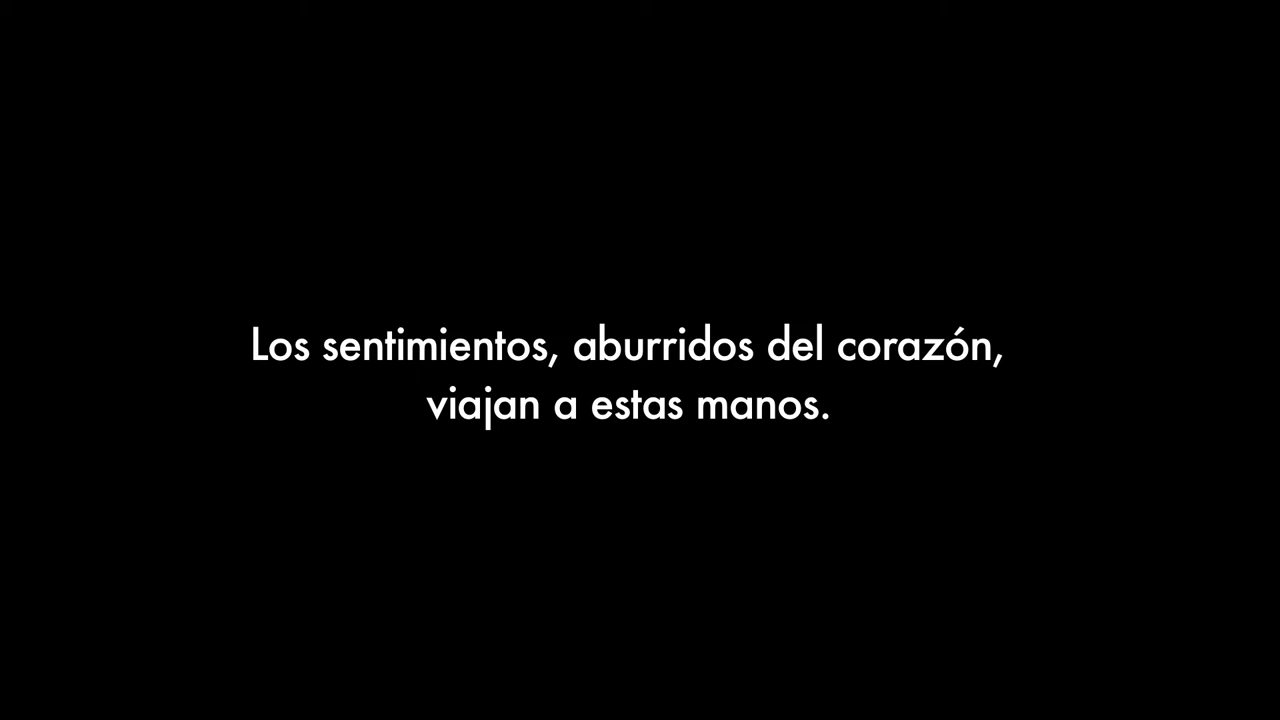 Los sentimientos, aburridos del corazón,
viajan a estas manos.